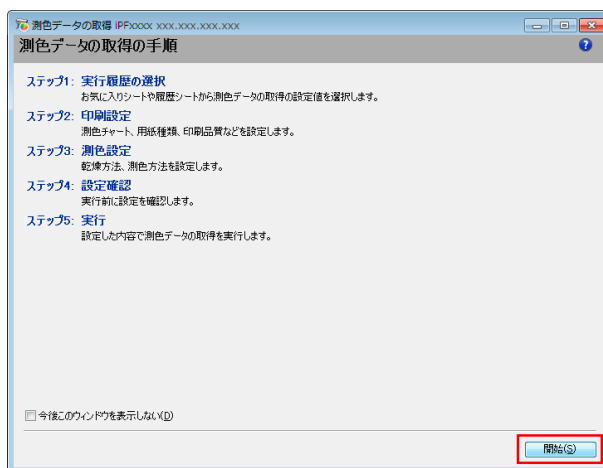 測色データの取得 iPFxxxx xxx.xxx.xxx.xxx
測色データの取得の手順
ステップ1: 実行履歴の選択
お気に入りシートや履歴シートから測色データの取得の設定値を選択します。
ステップ2: 印刷設定
測色チャート、用紙種類、印刷品質などを設定します。
ステップ3: 測色設定
乾燥方法、測色方法を設定します。
ステップ4: 設定確認
実行前に設定を確認します。
ステップ5: 実行
設定した内容で測色データの取得を実行します。
今後このウィンドウを表示しない(D)
開始(S)